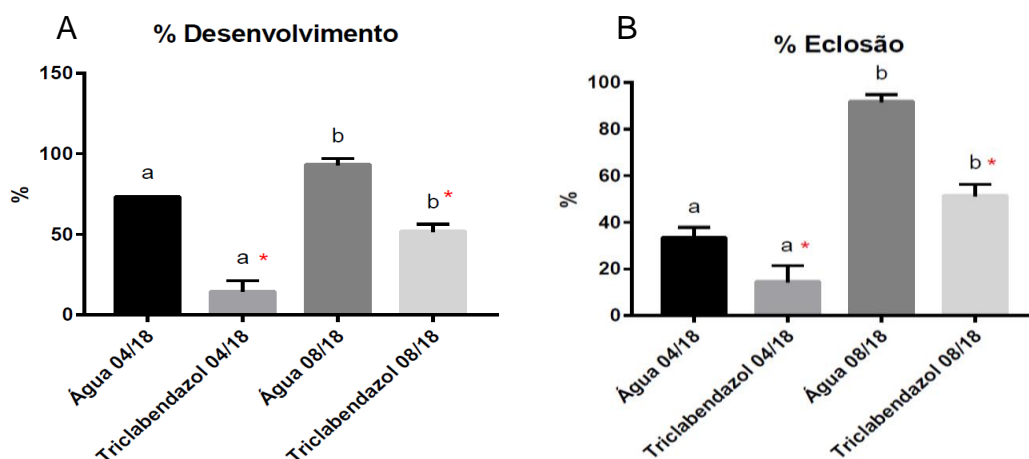 A
% Desenvolvimento
%
150
100
50
0
a
a *
b
b *
Água 04/18
Triclabendazol 04/18
Água 08/18
Triclabendazol 08/18
B
% Eclosão
%
100
80
60
40
20
0
a
a *
b
b *
Água 04/18
Triclabendazol 04/18
Água 08/18
Triclabendazol 08/18